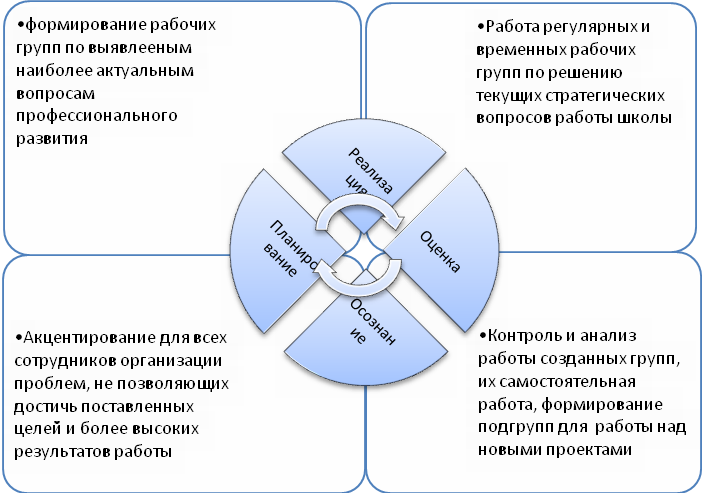 •формирование рабочих
групп по выявлееным
наиболее актуальным
вопросам
профессионального
развития
•Работа регулярных и
временных рабочих
групп по решению
текущих стратегических
вопросов работы школы
Реализа
ция
Планиро
вание
Оценка
Осознан
ие
•Акцентирование для всех
сотрудников организации
проблем, не позволяющих
достичь поставленных
целей и более высоких
результатов работы
•Контроль и анализ
работы созданных групп,
их самостоятельная
работа, формирование
подгрупп для работы над
новыми проектами